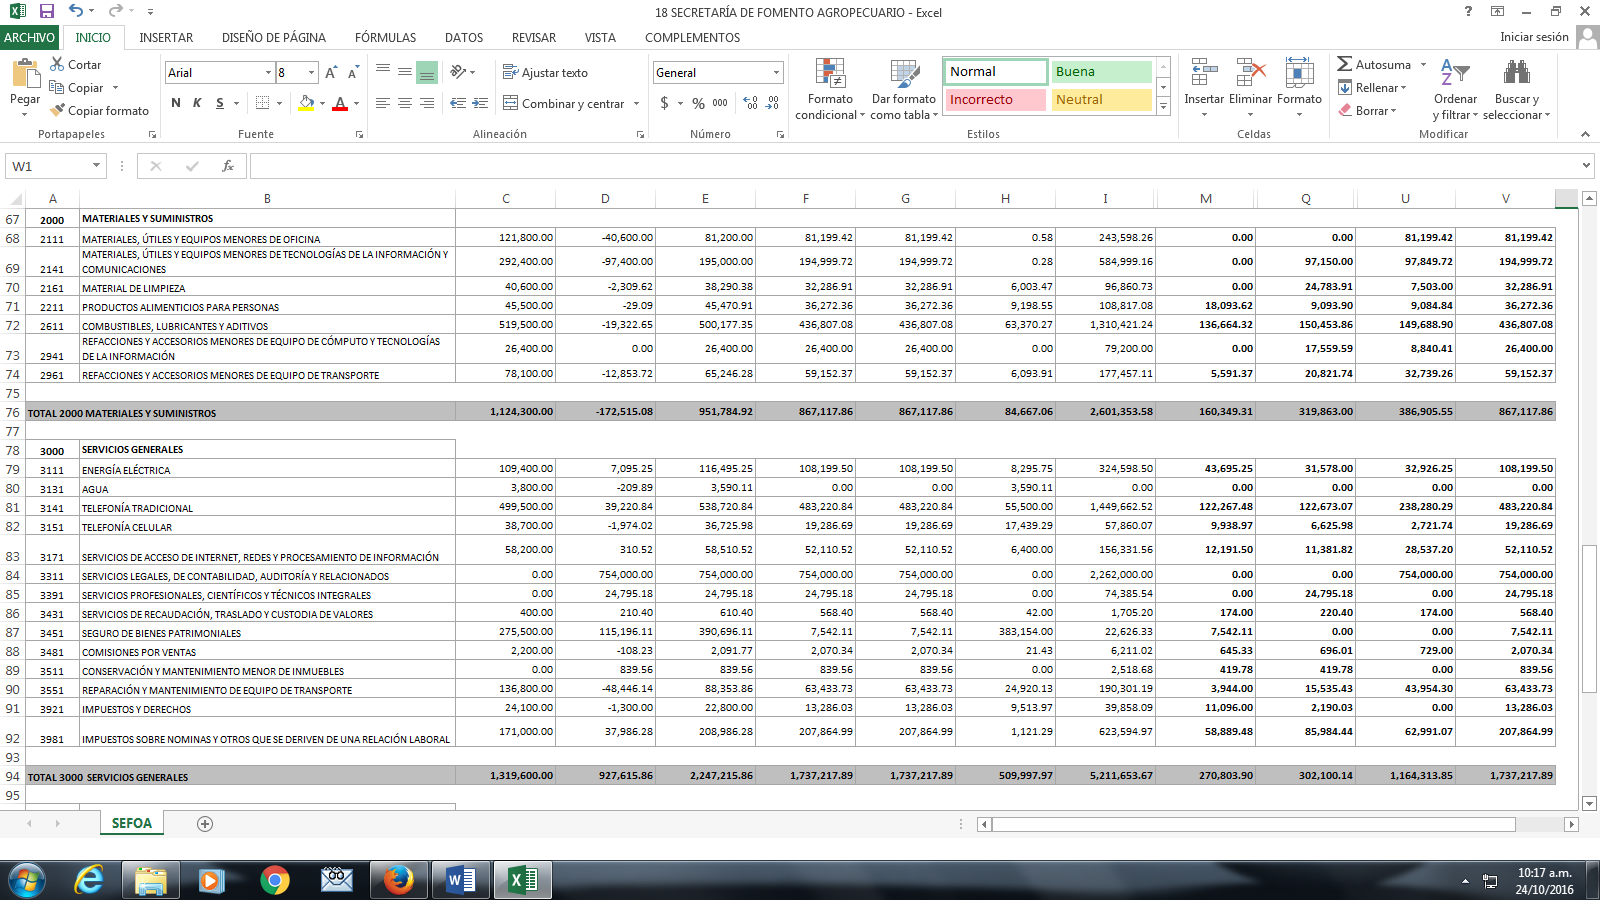 18 SECRETARÍA DE FOMENTO AGROPECUARIO - Excel
ARCHIVO INICIO INSERTAR DISEÑO DE PÁGINA FÓRMULAS DATOS REVISAR VISTA COMPLEMENTOS Iniciar sesión
Pegar Cortar Copiar Copiar formato Portapapeles
Arial 8 N K S Fuente
Ajustar texto Combinar y centrar Alineación
General $ % 000 Número
Formato condicional Dar formato como tabla Normal Buena Incorrecto Neutral Estilos
Insertar Eliminar Formato Celdas
Autosuma Rellenar Borrar Ordenar y filtrar Buscar y seleccionar Modificar
W1 fx
A B C D E F G H I M Q U V
67 2000 MATERIALES Y SUMINISTROS
68 2111 MATERIALES, ÚTILES Y EQUIPOS MENORES DE OFICINA 121,800.00 -40,600.00 81,200.00 81,199.42 81,199.42 0.58 243,598.26 0.00 0.00 81,199.42 81,199.42
69 2141 MATERIALES, ÚTILES Y EQUIPOS MENORES DE TECNOLOGÍAS DE LA INFORMACIÓN Y
COMUNICACIONES 292,400.00 -97,400.00 195,000.00 194,999.72 194,999.72 0.28 584,999.16 0.00 97,150.00 97,849.72 194,999.72
70 2161 MATERIAL DE LIMPIEZA 40,600.00 -2,309.62 38,290.38 32,286.91 32,286.91 6,003.47 96,860.73 0.00 24,783.91 7,503.00 32,286.91
71 2211 PRODUCTOS ALIMENTICIOS PARA PERSONAS 45,500.00 -29.09 45,470.91 36,272.36 36,272.36 9,198.55 108,817.08 18,093.62 9,093.90 9,084.84 36,272.36
72 2611 COMBUSTIBLES, LUBRICANTES Y ADITIVOS 519,500.00 -19,322.65 500,177.35 436,807.08 436,807.08 63,370.27 1,310,421.24 136,664.32 150,453.86 149,688.90 436,807.08
73 2941 REFACCIONES Y ACCESORIOS MENORES DE EQUIPO DE CÓMPUTO Y TECNOLOGÍAS
DE LA INFORMACIÓN 26,400.00 0.00 26,400.00 26,400.00 26,400.00 0.00 79,200.00 0.00 17,559.59 8,840.41 26,400.00
74 2961 REFACCIONES Y ACCESORIOS MENORES DE EQUIPO DE TRANSPORTE 78,100.00 -12,853.72 65,246.28 59,152.37 59,152.37 6,093.91 177,457.11 5,591.37 20,821.74 32,739.26 59,152.37
75
76 TOTAL 2000 MATERIALES Y SUMINISTROS 1,124,300.00 -172,515.08 951,784.92 867,117.86 867,117.86 84,667.06 2,601,353.58 160,349.31 319,863.00 386,905.55 867,117.86
77
78 3000 SERVICIOS GENERALES
79 3111 ENERGÍA ELÉCTRICA 109,400.00 7,095.25 116,495.25 108,199.50 108,199.50 8,295.75 324,598.50 43,695.25 31,578.00 32,926.25 108,199.50
80 3131 AGUA 3,800.00 -209.89 3,590.11 0.00 0.00 3,590.11 0.00 0.00 0.00 0.00 0.00
81 3141 TELEFONÍA TRADICIONAL 499,500.00 39,220.84 538,720.84 483,220.84 483,220.84 55,500.00 1,449,662.52 122,267.48 122,673.07 238,280.29 483,220.84
82 3151 TELEFONÍA CELULAR 38,700.00 -1,974.02 36,725.98 19,286.69 19,286.69 17,439.29 57,860.07 9,938.97 6,625.98 2,721.74 19,286.69
83 3171 SERVICIOS DE ACCESO DE INTERNET, REDES Y PROCESAMIENTO DE INFORMACIÓN 58,200.00 310.52 58,510.52 52,110.52 52,110.52 6,400.00 156,331.56 12,191.50 11,381.82 28,537.20 52,110.52
84 3311 SERVICIOS LEGALES, DE CONTABILIDAD, AUDITORÍA Y RELACIONADOS 0.00 754,000.00 754,000.00 754,000.00 754,000.00 0.00 2,262,000.00 0.00 0.00 754,000.00 754,000.00
85 3391 SERVICIOS PROFESIONALES, CIENTÍFICOS Y TÉCNICOS INTEGRALES 0.00 24,795.18 24,795.18 24,795.18 24,795.18 0.00 74,385.54 0.00 24,795.18 0.00 24,795.18
86 3431 SERVICIOS DE RECAUDACIÓN, TRASLADO Y CUSTODIA DE VALORES 400.00 210.40 610.40 568.40 568.40 42.00 1,705.20 174.00 220.40 174.00 568.40
87 3451 SEGURO DE BIENES PATRIMONIALES 275,500.00 115,196.11 390,696.11 7,542.11 7,542.11 383,154.00 22,626.33 7,542.11 0.00 0.00 7,542.11
88 3481 COMISIONES POR VENTAS 2,200.00 -108.23 2,091.77 2,070.34 2,070.34 21.43 6,211.02 645.33 696.01 729.00 2,070.34
89 3511 CONSERVACIÓN Y MANTENIMIENTO MENOR DE INMUEBLES 0.00 839.56 839.56 839.56 839.56 0.00 2,518.68 419.78 419.78 0.00 839.56
90 3551 REPARACIÓN Y MANTENIMIENTO DE EQUIPO DE TRANSPORTE 136,800.00 -48,446.14 88,353.86 63,433.73 63,433.73 24,920.13 190,301.19 3,944.00 15,535.43 43,954.30 63,433.73
91 3921 IMPUESTOS Y DERECHOS 24,100.00 -1,300.00 22,800.00 13,286.03 13,286.03 9,513.97 39,858.09 11,096.00 2,190.03 0.00 13,286.03
92 3981 IMPUESTOS SOBRE NOMINAS Y OTROS QUE SE DERIVEN DE UNA RELACIÓN LABORAL 171,000.00 37,986.28 208,986.28 207,864.99 207,864.99 1,121.29 623,594.97 58,889.48 85,984.44 62,991.07 207,864.99
93
94 TOTAL 3000 SERVICIOS GENERALES 1,319,600.00 927,615.86 2,247,215.86 1,737,217.89 1,737,217.89 509,997.97 5,211,653.67 270,803.90 302,100.14 1,164,313.85 1,737,217.89
95
SEFOA
10:17 a.m.
24/10/2016